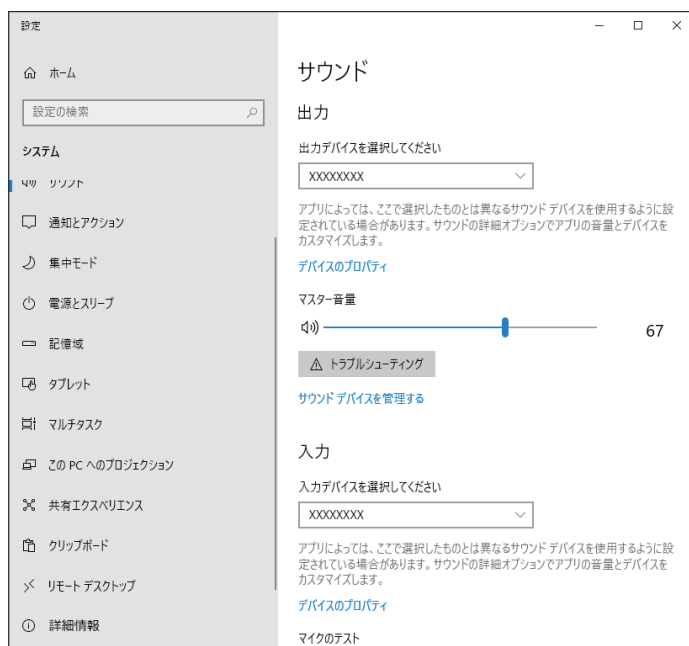 設定
ホーム
設定の検索
システム
サウンド
通知とアクション
集中モード
電源とスリープ
記憶域
タブレット
マルチタスク
この PC へのプロジェクション
共有エクスペリエンス
クリップボード
リモート デスクトップ
詳細情報
サウンド
出力
出力デバイスを選択してください
XXXXXXXX
アプリによっては、ここで選択したものとは異なるサウンド デバイスを使用するように設
定されている場合があります。サウンドの詳細オプションでアプリの音量とデバイスを
カスタマイズします。
デバイスのプロパティ
マスター音量
67
トラブルシューティング
サウンド デバイスを管理する
入力
入力デバイスを選択してください
XXXXXXXX
アプリによっては、ここで選択したものとは異なるサウンド デバイスを使用するように設
定されている場合があります。サウンドの詳細オプションでアプリの音量とデバイスを
カスタマイズします。
デバイスのプロパティ
マイクのテスト